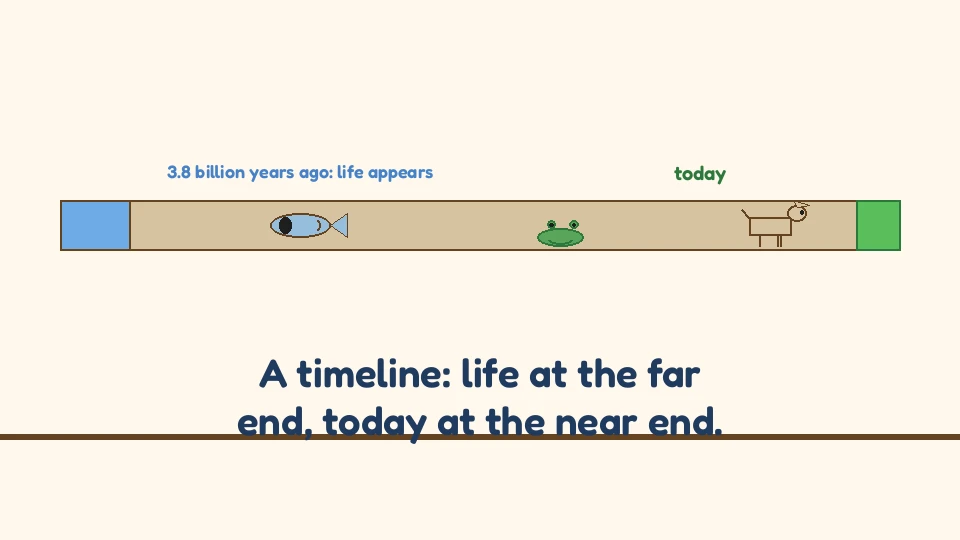 3.8 billion years ago: life appears
today
A timeline: life at the far
end, today at the near end.